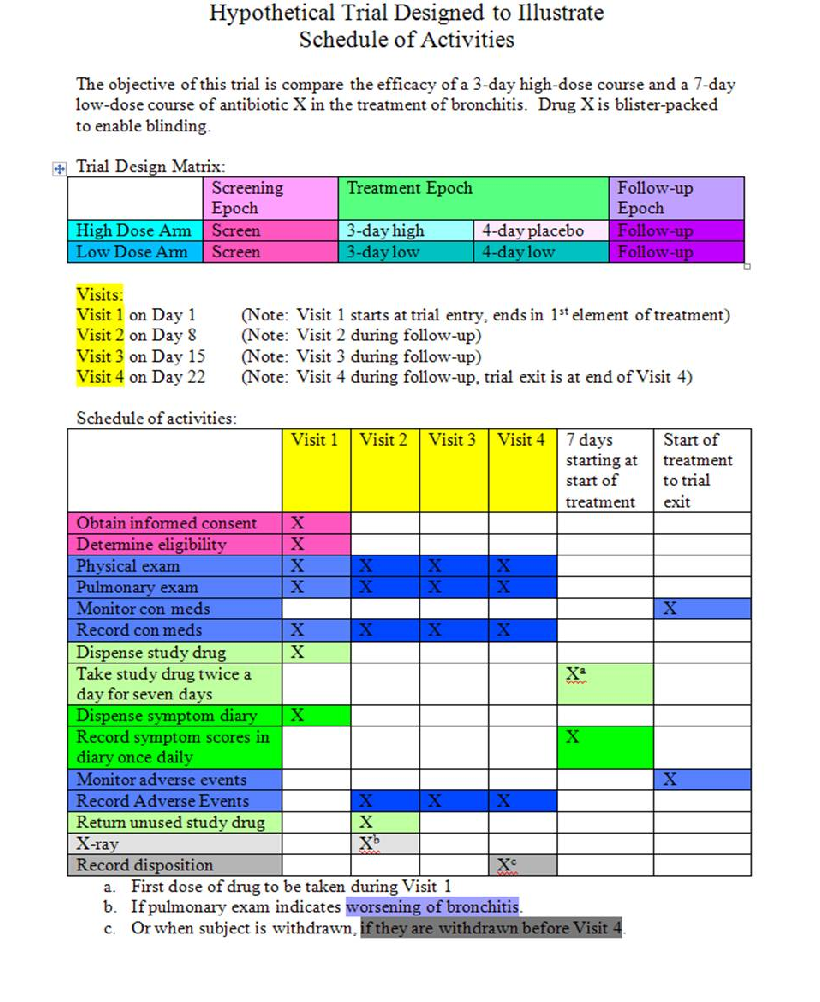 Hypothetical Trial Designed to Illustrate
Schedule of Activities
The objective of this trial is compare the efficacy of a 3-day high-dose course and a 7-day
low-dose course of antibiotic X in the treatment of bronchitis. Drug X is blister-packed
to enable blinding.
Trial Design Matrix:
Screening Epoch Treatment Epoch Follow-up Epoch
High Dose Arm Screen 3-day high 4-day placebo Follow-up
Low Dose Arm Screen 3-day low 4-day low Follow-up
Visits:
Visit 1 on Day 1 (Note: Visit 1 starts at trial entry, ends in 1st element of treatment)
Visit 2 on Day 8 (Note: Visit 2 during follow-up)
Visit 3 on Day 15 (Note: Visit 3 during follow-up)
Visit 4 on Day 22 (Note: Visit 4 during follow-up, trial exit is at end of Visit 4)
Schedule of activities:
Visit 1 Visit 2 Visit 3 Visit 4 7 days starting at start of treatment Start of treatment to trial exit
Obtain informed consent X
Determine eligibility X
Physical exam X X X X
Pulmonary exam X X X X
Monitor con meds X
Record con meds X X X X
Dispense study drug X
Take study drug twice a day for seven days Xa
Dispense symptom diary X
Record symptom scores in diary once daily X
Monitor adverse events X
Record Adverse Events X X X
Return unused study drug X
X-ray Xb
Record disposition Xc
a. First dose of drug to be taken during Visit 1
b. If pulmonary exam indicates worsening of bronchitis.
c. Or when subject is withdrawn, if they are withdrawn before Visit 4.